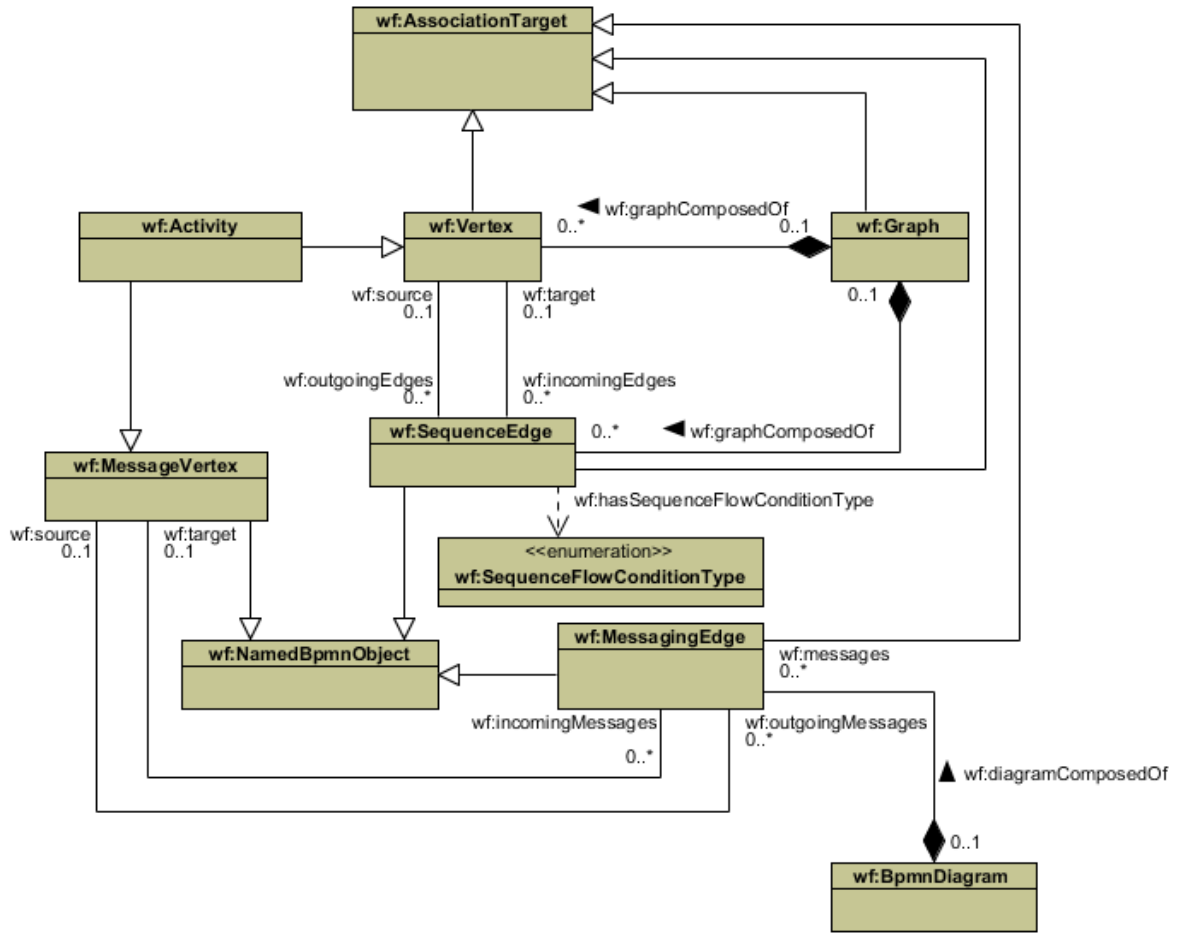 wf:AssociationTarget
wf:graphComposedOf
0..*
0..1
wf:Activity
wf:Vertex
wf:Graph
wf:source
0..1
wf:target
0..1
0..1
wf:outgoingEdges
0..*
wf:incomingEdges
0..*
wf:SequenceEdge
0..*
wf:graphComposedOf
wf:MessageVertex
wf:hasSequenceFlowConditionType
wf:source
0..1
wf:target
0..1
<<enumeration>>
wf:SequenceFlowConditionType
wf:NamedBpmnObject
wf:MessagingEdge
wf:messages
0..*
wf:incomingMessages
0..*
wf:outgoingMessages
0..*
wf:diagramComposedOf
0..1
wf:BpmnDiagram